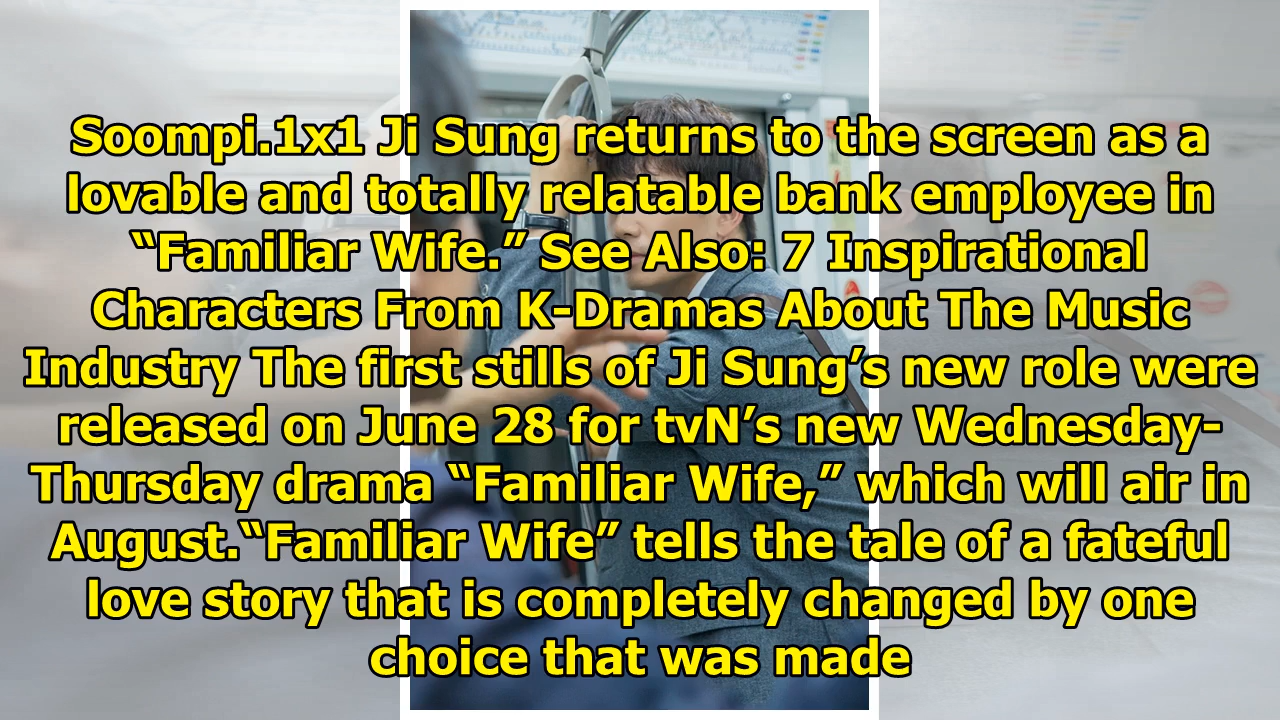 Soompi.1x1 Ji Sung returns to the screen as a
lovable and totally relatable bank employee in
“Familiar Wife.” See Also: 7 Inspirational
Characters From K-Dramas About The Music
Industry The first stills of Ji Sung’s new role were
released on June 28 for tvN’s new Wednesday-
Thursday drama “Familiar Wife,” which will air in
August.“Familiar Wife” tells the tale of a fateful
love story that is completely changed by one
choice that was made